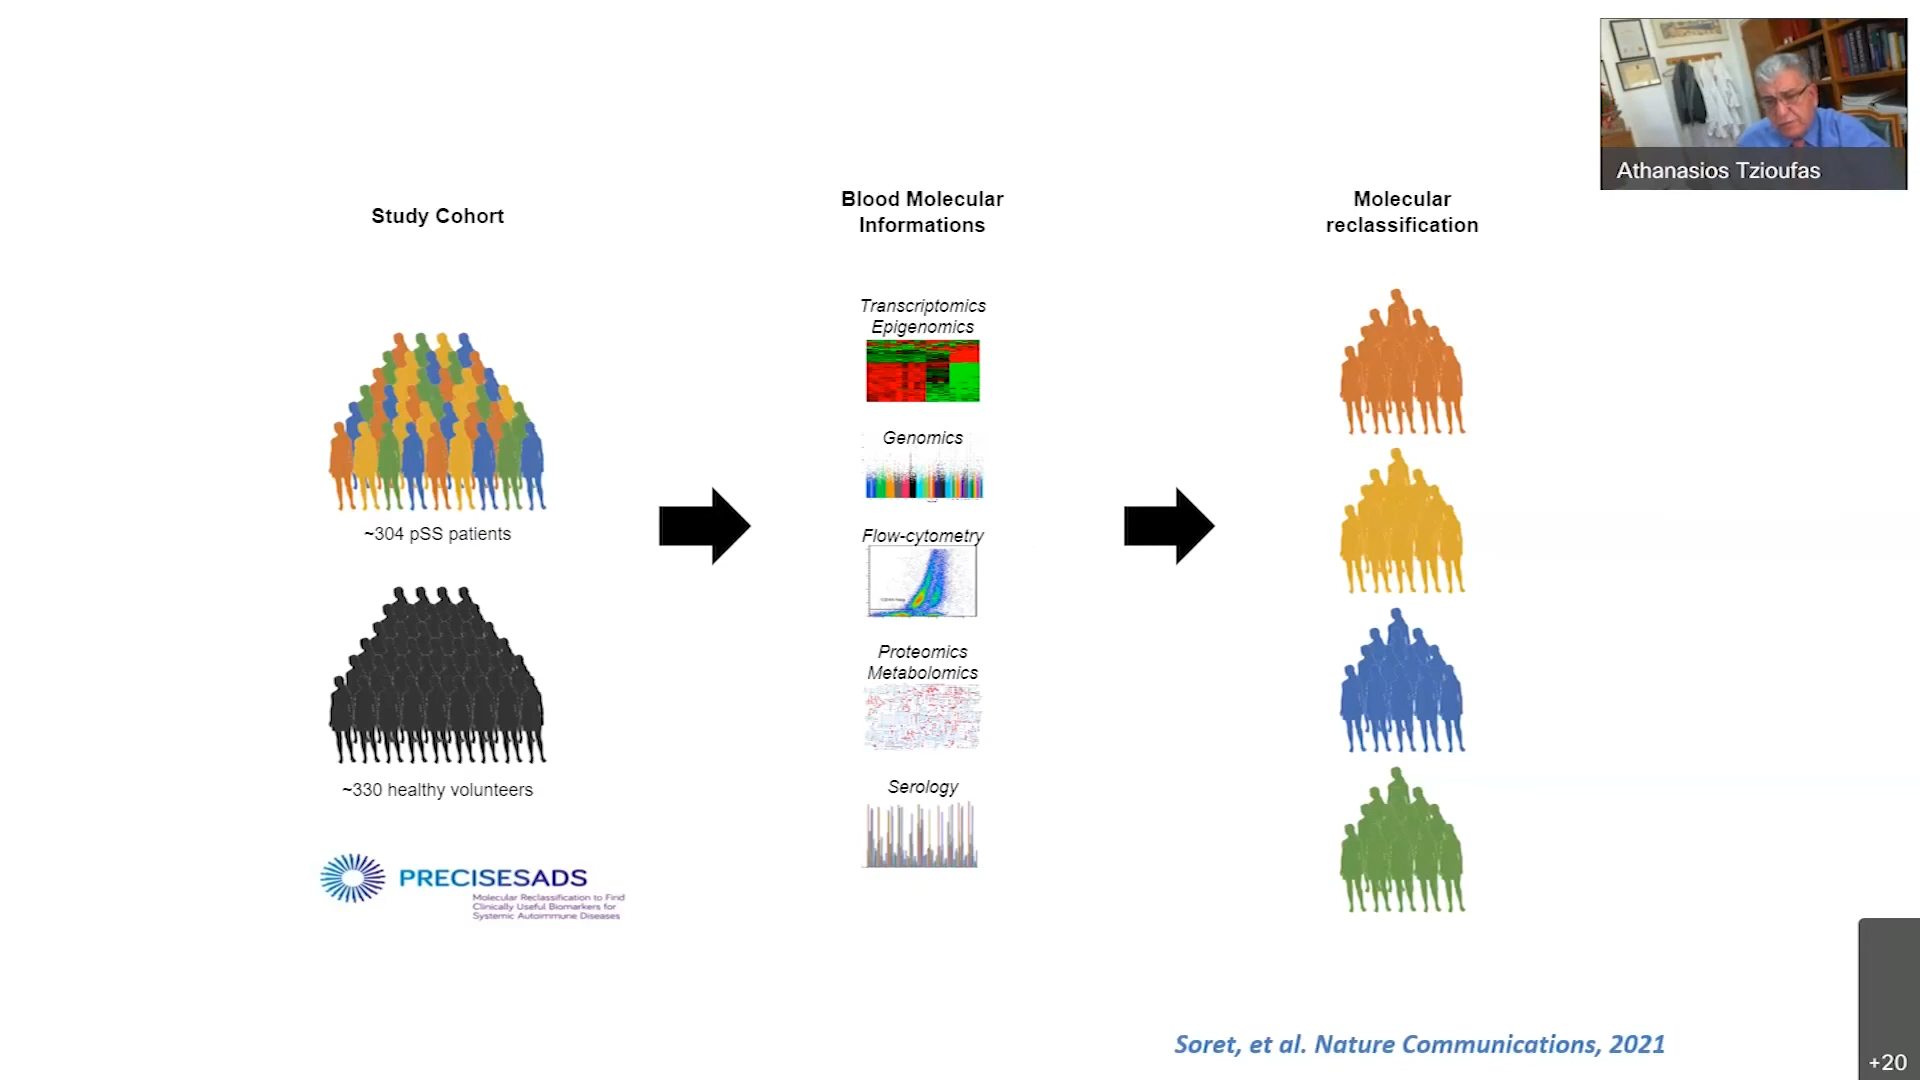 Athanasios Tzioufas
Study Cohort
~304 pSS patients
~330 healthy volunteers
PRECISESADS
Molecular Reclassification to Find
Clinically Useful Biomarkers for
Systemic Autoimmune Diseases
Blood Molecular
Informations
Transcriptomics
Epigenomics
Genomics
Flow-cytometry
Proteomics
Metabolomics
Serology
Molecular
reclassification
Soret, et al. Nature Communications, 2021
+20